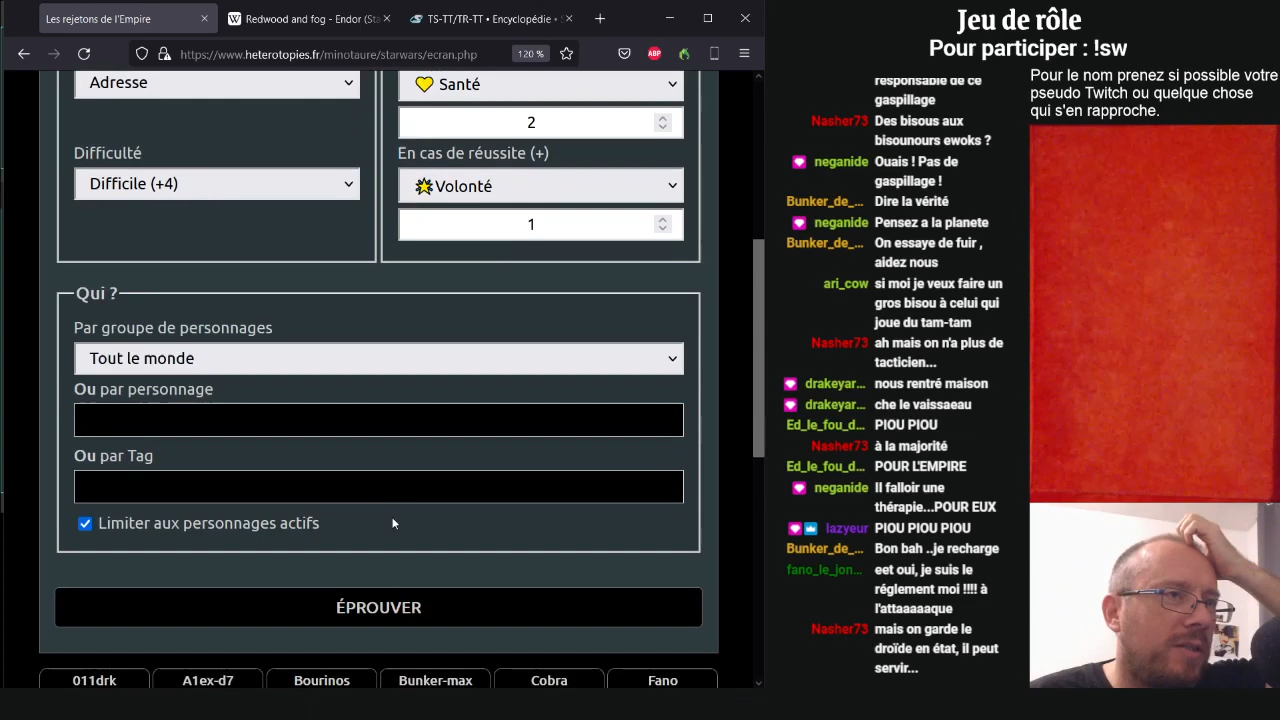 Les rejetons de l'Empire
Redwood and fog - Endor (Sta
TS-TT/TR-TT • Encyclopédie •
https://www.heterotopies.fr/minotaure/starwars/ecran.php
120 %
ABP
Adresse
Santé
2
Difficulté
En cas de réussite (+)
Difficile (+4)
Volonté
1
Qui ?
Par groupe de personnages
Tout le monde
Ou par personnage
Ou par Tag
Limiter aux personnages actifs
ÉPROUVER
011drk
A1ex-d7
Bourinos
Bunker-max
Cobra
Fano
responsable de ce
gaspillage
Nasher73 Des bisous aux
bisounours ewoks ?
neganide Ouais ! Pas de
gaspillage !
Bunker_de_... Dire la vérité
neganide Pensez a la planete
Bunker_de_... On essaye de fuir ,
aidez nous
ari_cow si moi je veux faire un
gros bisou à celui qui
joue du tam-tam
Nasher73 ah mais on n'a plus de
tacticien...
drakeyar... nous rentré maison
drakeyar... che le vaissaeau
Ed_le_fou_d... PIOU PIOU
Nasher73 à la majorité
Ed_le_fou_d... POUR L'EMPIRE
neganide Il falloir une
thérapie...POUR EUX
lazyeur PIOU PIOU PIOU
Bunker_de_... Bon bah ..je recharge
fano_le_jon... eet oui, je suis le
réglement moi !!!! à
l'attaaaaaque
Nasher73 mais on garde le
droïde en état, il peut
servir...
Jeu de rôle
Pour participer : !sw
Pour le nom prenez si possible votre
pseudo Twitch ou quelque chose
qui s'en rapproche.